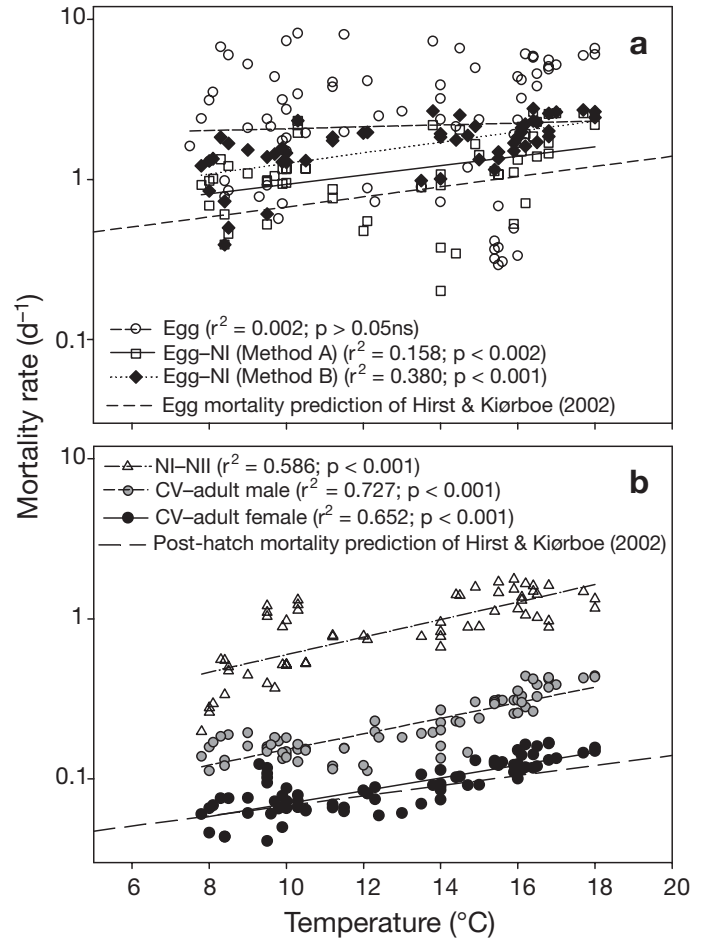 10
a
1
0.1
Egg (r² = 0.002; p > 0.05ns)
Egg–NI (Method A) (r² = 0.158; p < 0.002)
Egg–NI (Method B) (r² = 0.380; p < 0.001)
Egg mortality prediction of Hirst & Kiørboe (2002)
Mortality rate (d⁻¹)
10
b
NI–NII (r² = 0.586; p < 0.001)
CV–adult male (r² = 0.727; p < 0.001)
CV–adult female (r² = 0.652; p < 0.001)
Post-hatch mortality prediction of Hirst & Kiørboe (2002)
1
0.1
6 8 10 12 14 16 18 20
Temperature (°C)